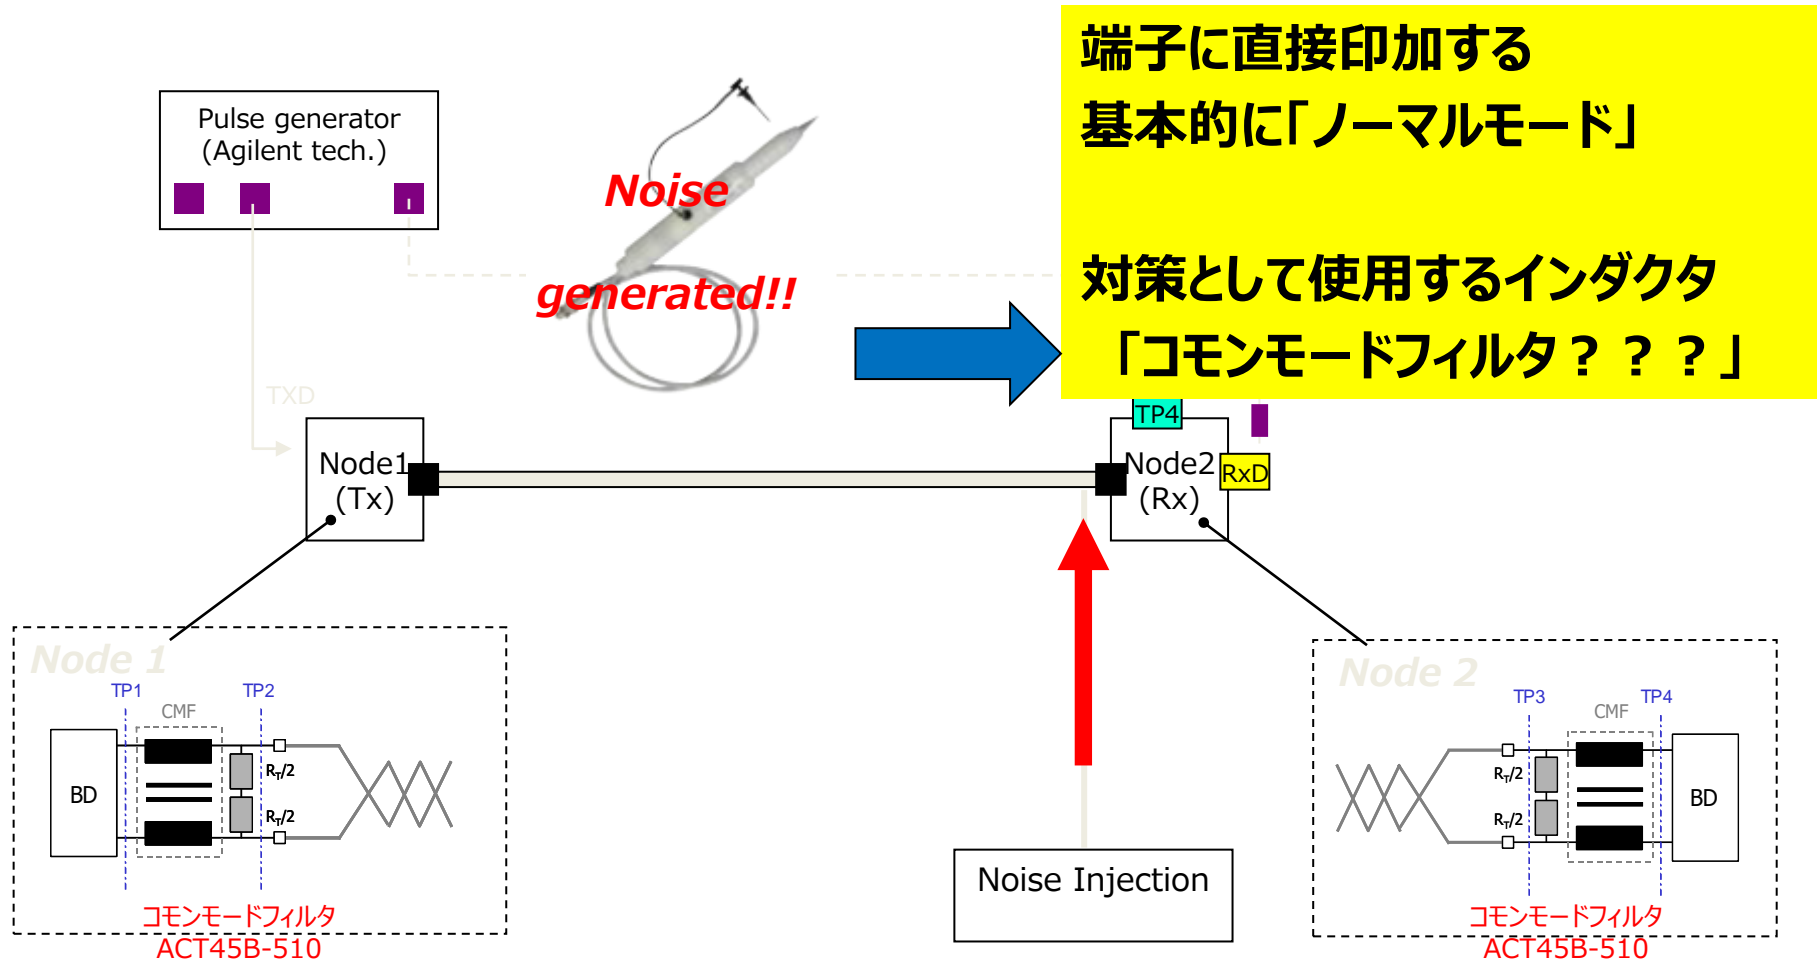 端子に直接印加する
基本的に「ノーマルモード」
対策として使用するインダクタ
「コモンモードフィルタ？？？」
Pulse generator
(Agilent tech.)
Noise
generated!!
TXD
TP4
Node1
(Tx)
Node2
(Rx)
RxD
Node 1
TP1
TP2
CMF
BD
RT/2
RT/2
コモンモードフィルタ
ACT45B-510
Noise Injection
Node 2
TP3
TP4
CMF
RT/2
RT/2
BD
コモンモードフィルタ
ACT45B-510